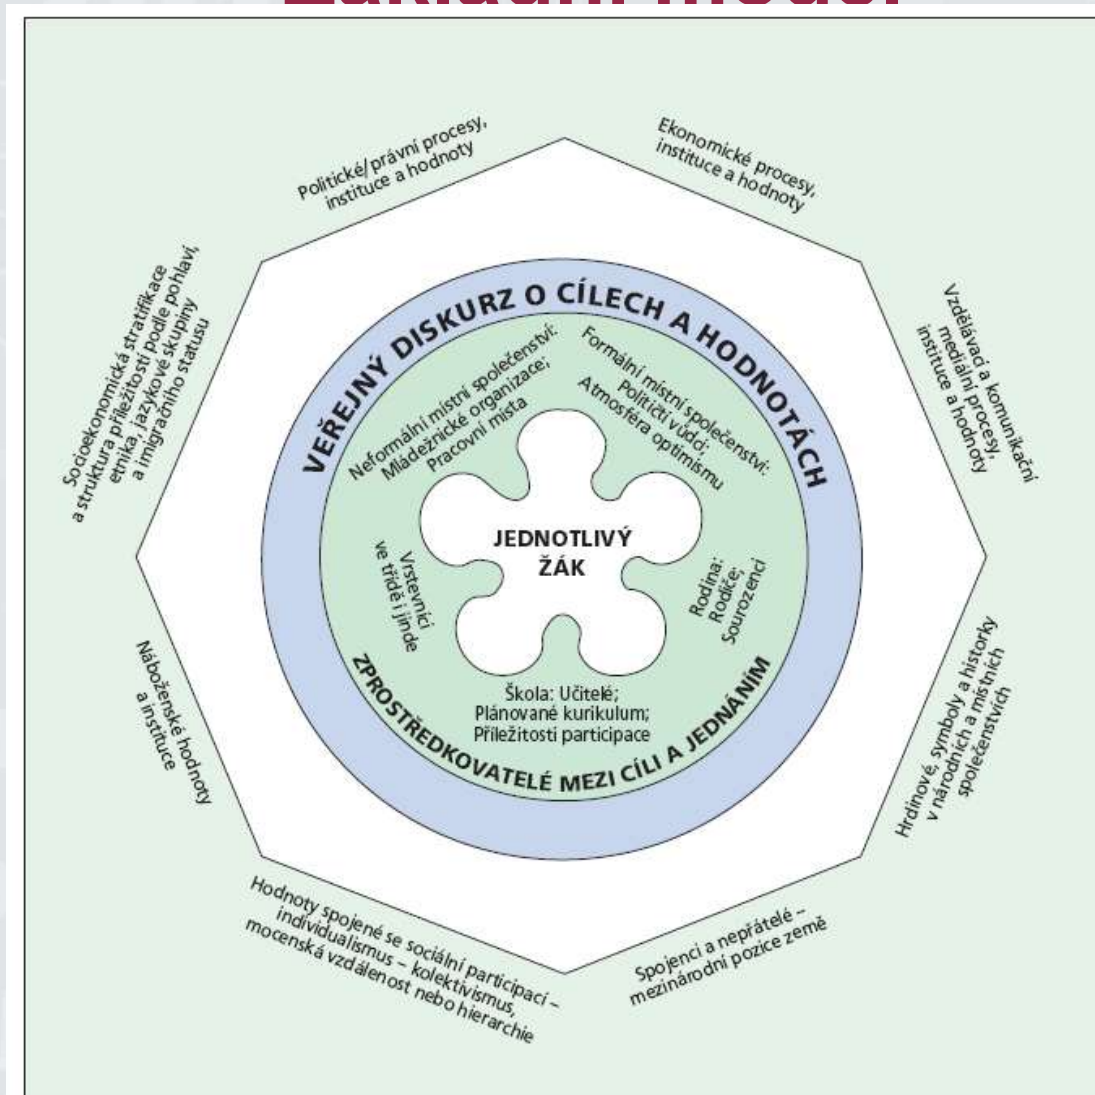 Základní model
Politické/právní procesy,
instituce a hodnoty
Ekonomické procesy,
instituce a hodnoty
Socioekonomická stratifikace
a struktura příležitostí podle pohlaví,
etnika, jazykové skupiny
a imigračního statusu
Vzdělávací a komunikační
mediální procesy,
instituce a hodnoty
VEŘEJNÝ DISKURZ O CÍLECH A HODNOTÁCH
Neformální místní společenství:
Mládežnické organizace;
Pracovní místa
Formální místní společenství:
Političtí vůdci;
Atmosféra optimismu
JEDNOTLIVÝ
ŽÁK
Vrstevníci
ve třídě i jinde
Rodina:
Rodiče;
Sourozenci
Škola: Učitelé;
Plánované kurikulum;
Příležitosti participace
ZPROSTŘEDKOVATELÉ MEZI CÍLI A JEDNÁNÍM
Náboženské hodnoty
a instituce
Hrdinové, symboly a historky
v národních a místních
společenstvích
Hodnoty spojené se sociální participací –
individualismus – kolektivismus,
mocenská vzdálenost nebo hierarchie
Spojenci a nepřátelé –
mezinárodní pozice země